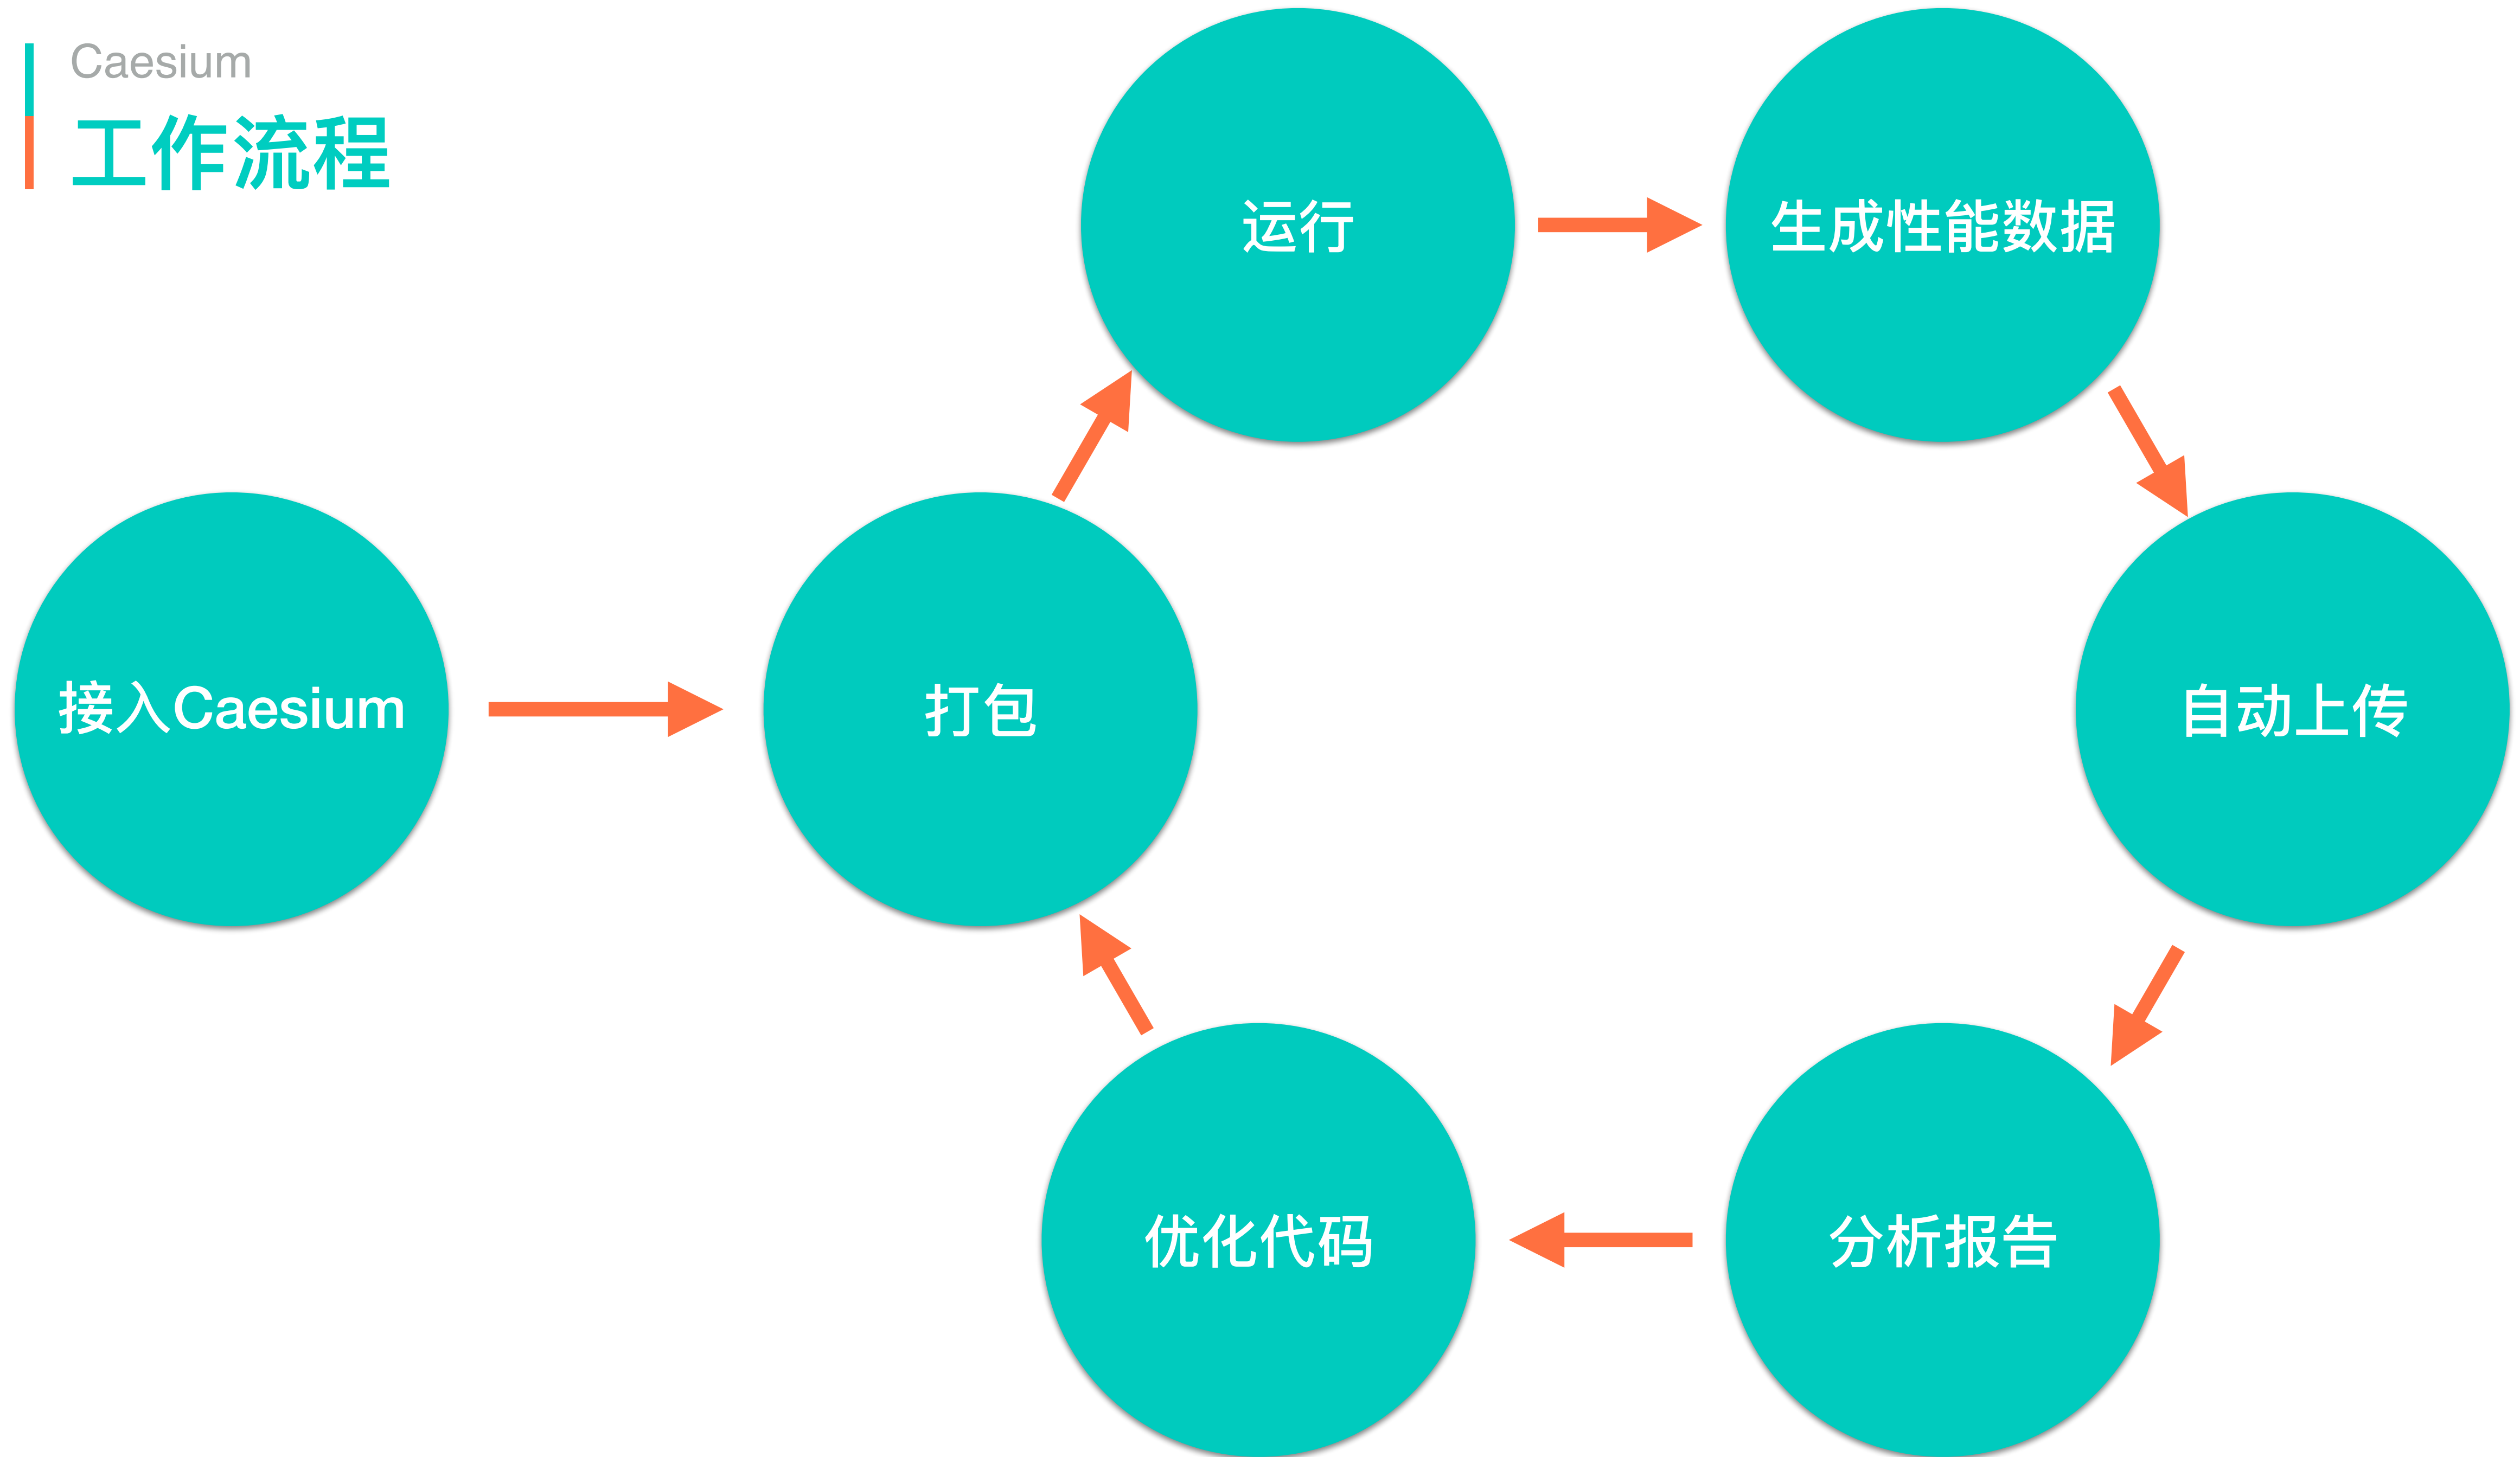 Caesium
工作流程
运行
生成性能数据
接入Caesium
打包
自动上传
优化代码
分析报告